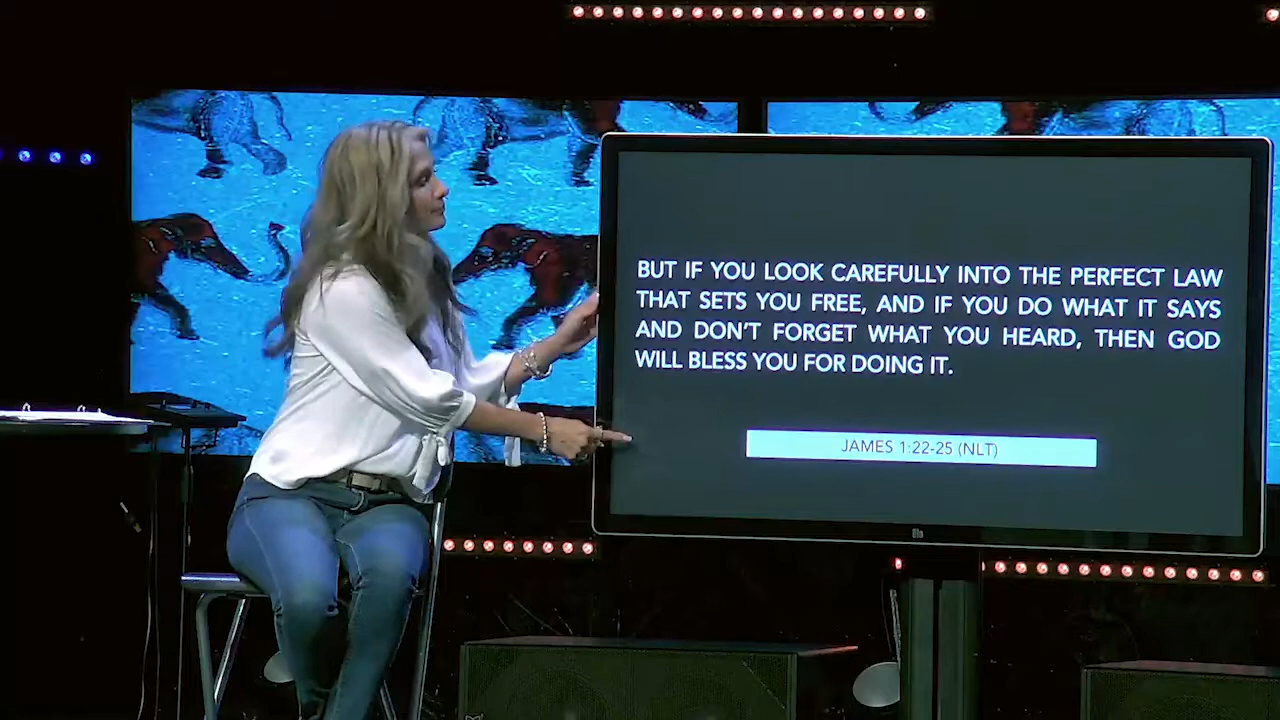 BUT IF YOU LOOK CAREFULLY INTO THE PERFECT LAW
THAT SETS YOU FREE, AND IF YOU DO WHAT IT SAYS
AND DON'T FORGET WHAT YOU HEARD, THEN GOD
WILL BLESS YOU FOR DOING IT.
JAMES 1:22-25 (NLT)
Elo